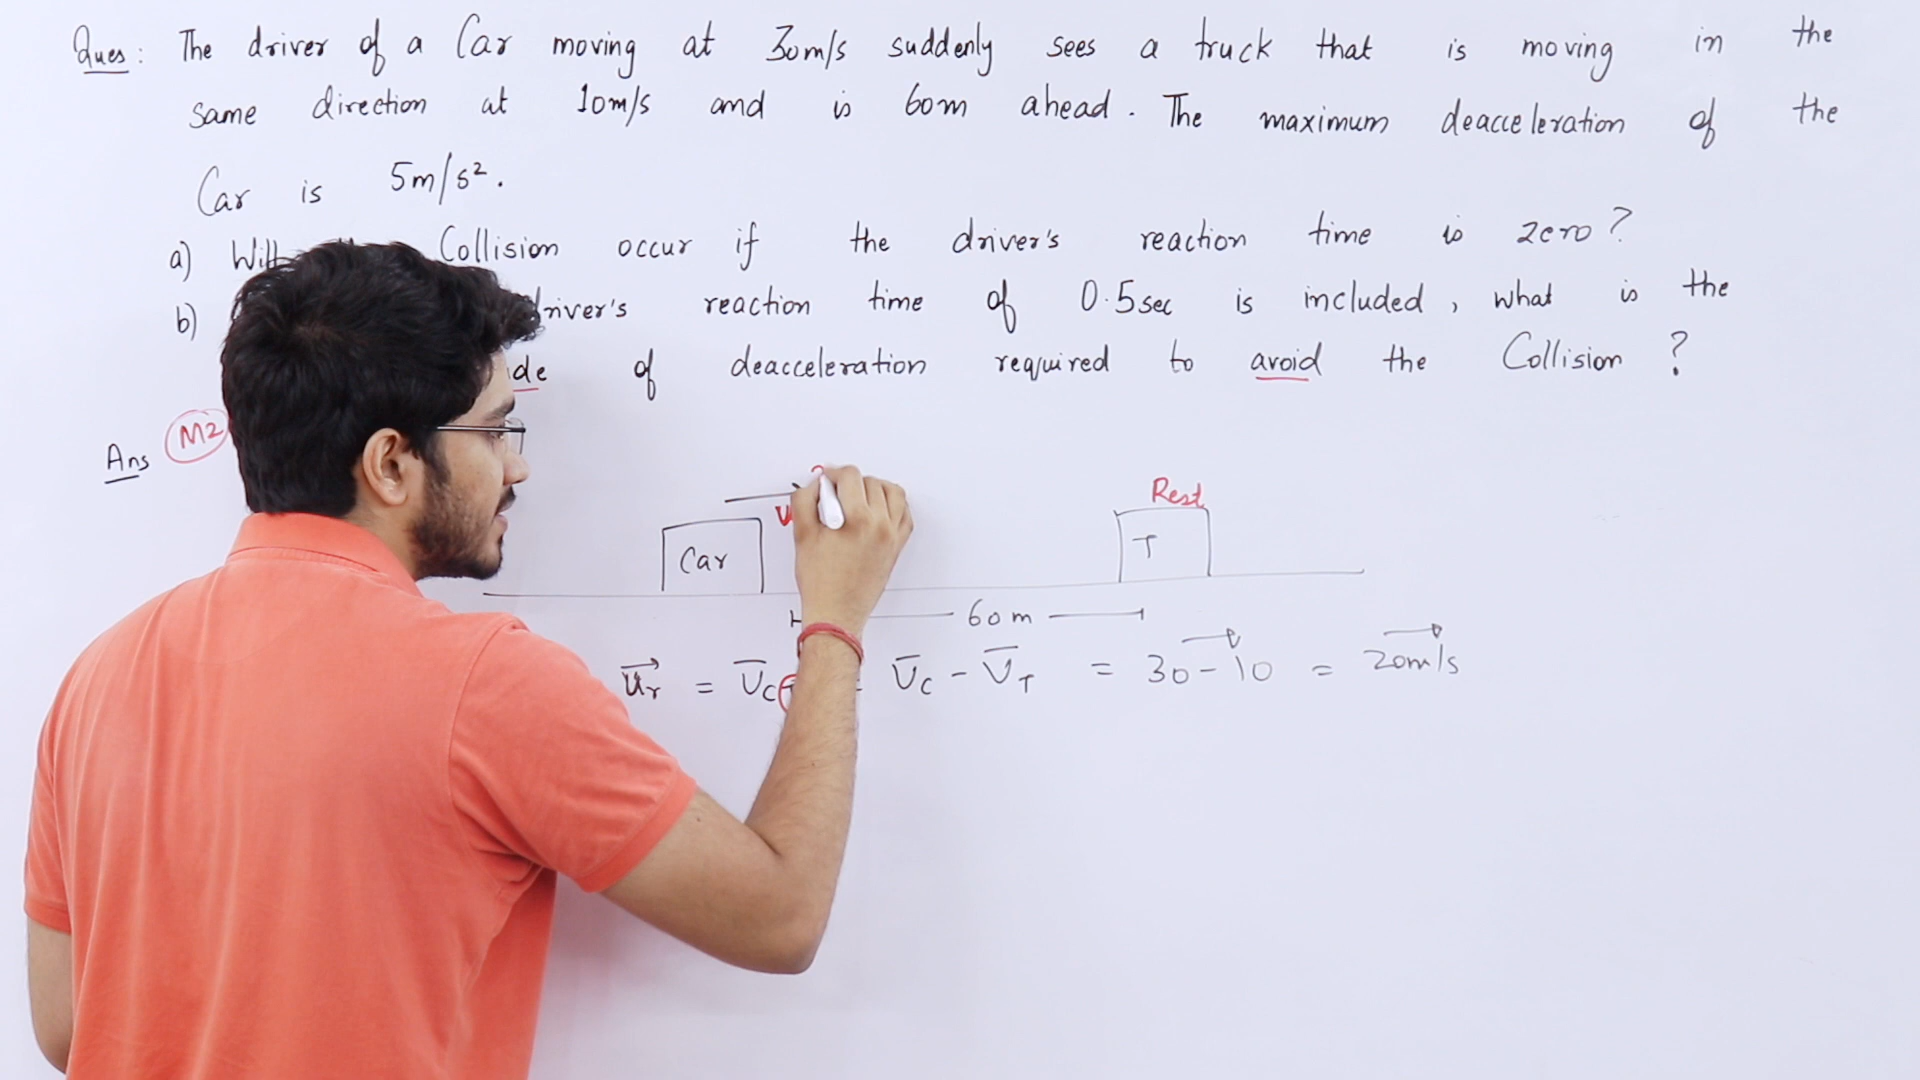 Ques: The driver of a Car moving at 30m/s suddenly sees a truck that is moving in the
same direction at 10m/s and is 60m ahead. The maximum deacceleration of the
Car is 5m/s².
a) Will Collision occur if the driver's reaction time is zero?
b) driver's reaction time of 0.5sec is included, what is the
de of deacceleration required to avoid the Collision?
Ans M2
Rest
Car T
60m
u⃗r = V̄C = V̄C - V̄T = 30-10 = 20m/s